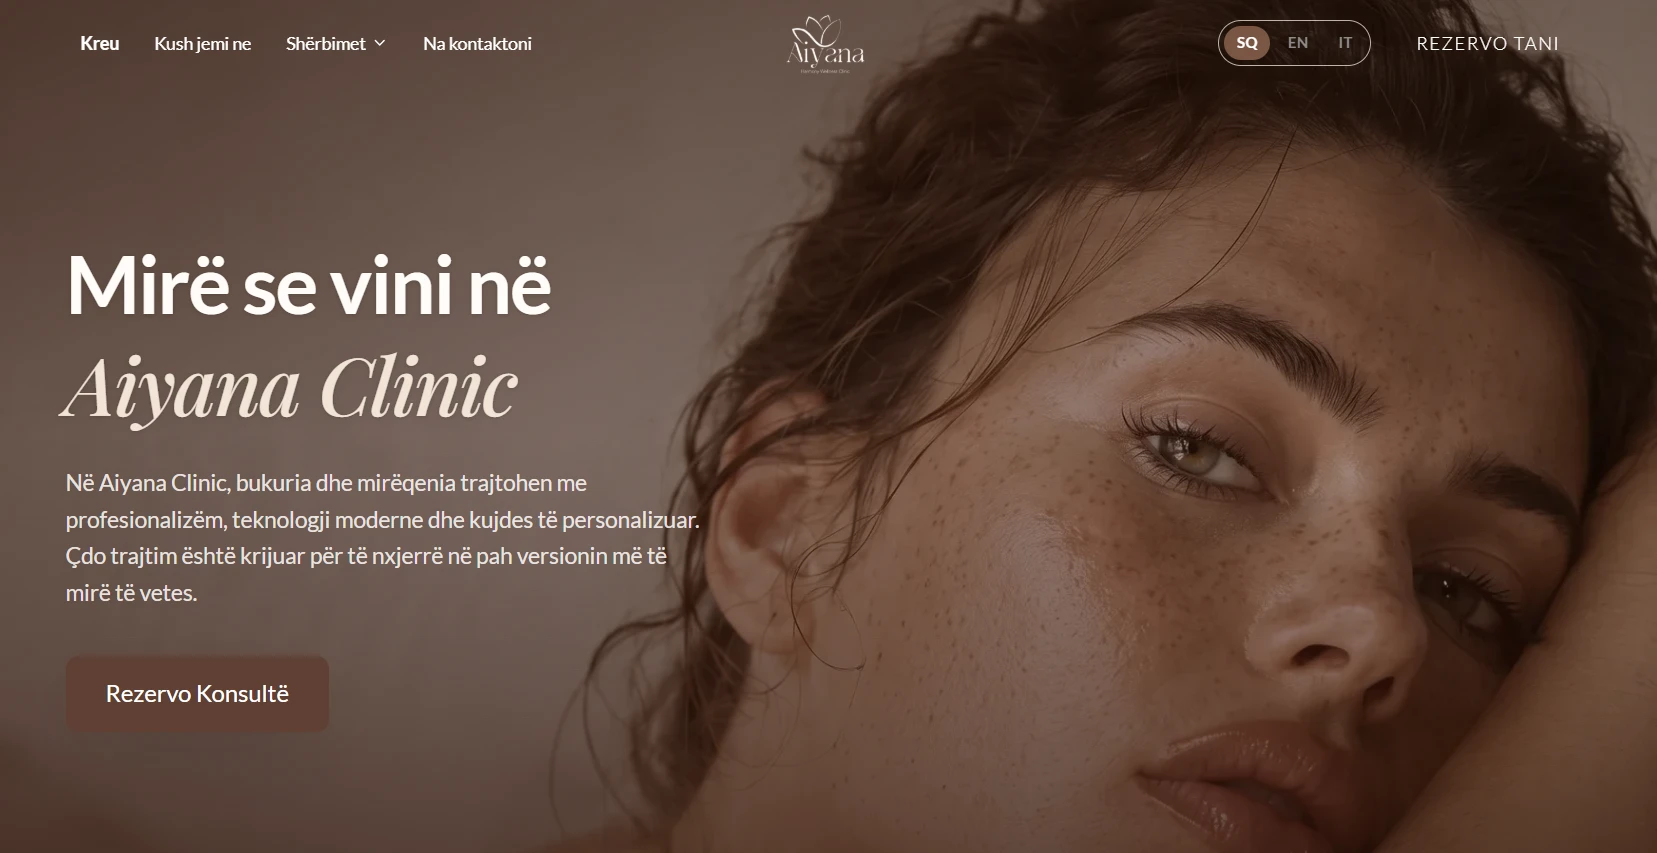 Kreu
Kush jemi ne
Shërbimet
Na kontaktoni
Aiyana
SQ
EN
IT
REZERVO TANI
Mirë se vini në
Aiyana Clinic
Në Aiyana Clinic, bukuria dhe mirëqenia trajtohen me
profesionalizëm, teknologji moderne dhe kujdes të personalizuar.
Çdo trajtim është krijuar për të nxjerrë në pah versionin më të
mirë të vetes.
Rezervo Konsultë